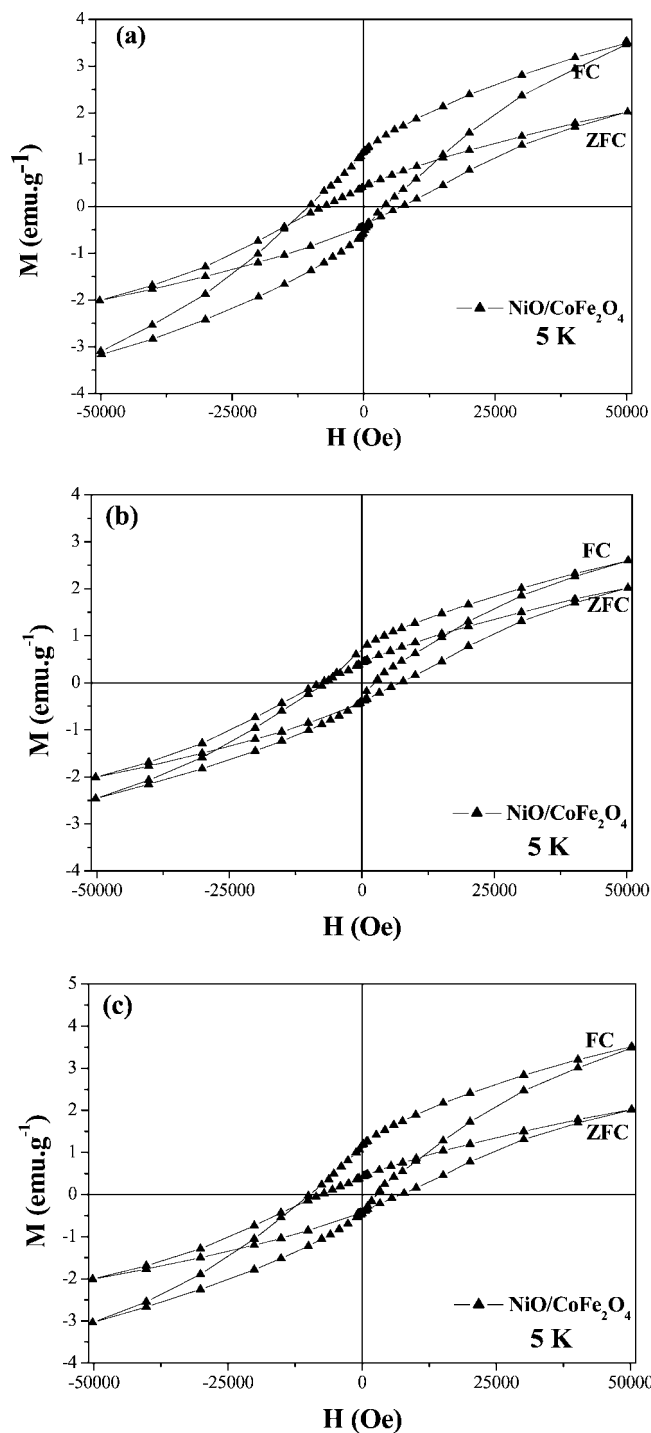 (a)
4
3
2
1
0
-1
-2
-3
-4
M (emu.g⁻¹)
FC
ZFC
NiO/CoFe₂O₄
5 K
-50000 -25000 0 25000 50000
H (Oe)
(b)
4
3
2
1
0
-1
-2
-3
-4
M (emu.g⁻¹)
FC
ZFC
NiO/CoFe₂O₄
5 K
-50000 -25000 0 25000 50000
H (Oe)
(c)
5
4
3
2
1
0
-1
-2
-3
-4
M (emu.g⁻¹)
FC
ZFC
NiO/CoFe₂O₄
5 K
-50000 -25000 0 25000 50000
H (Oe)